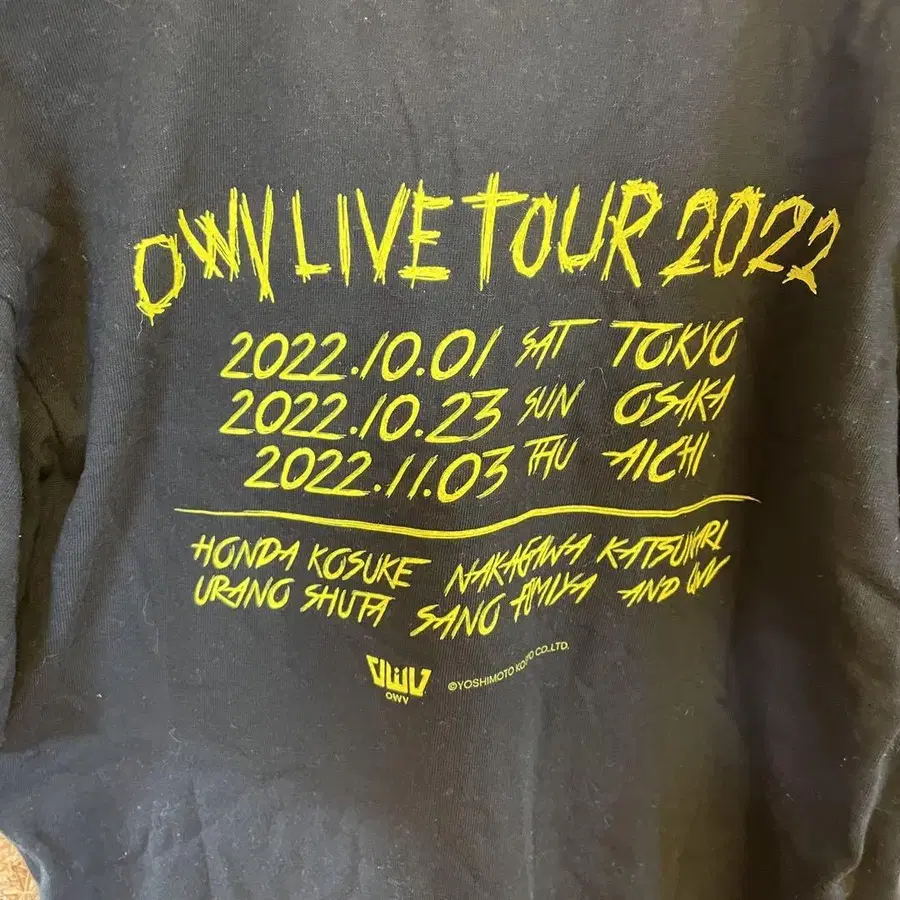 OWV LIVE TOUR 2022
2022.10.01 SAT TOKYO
2022.10.23 SUN OSAKA
2022.11.03 THU AICHI
HONDA KOSUKE NAKAGAWA KATSUNARI
URANO SHUTA SANO FUMIYA AND QWV
OWV
OWV
©YOSHIMOTO KOGYO CO.,LTD.